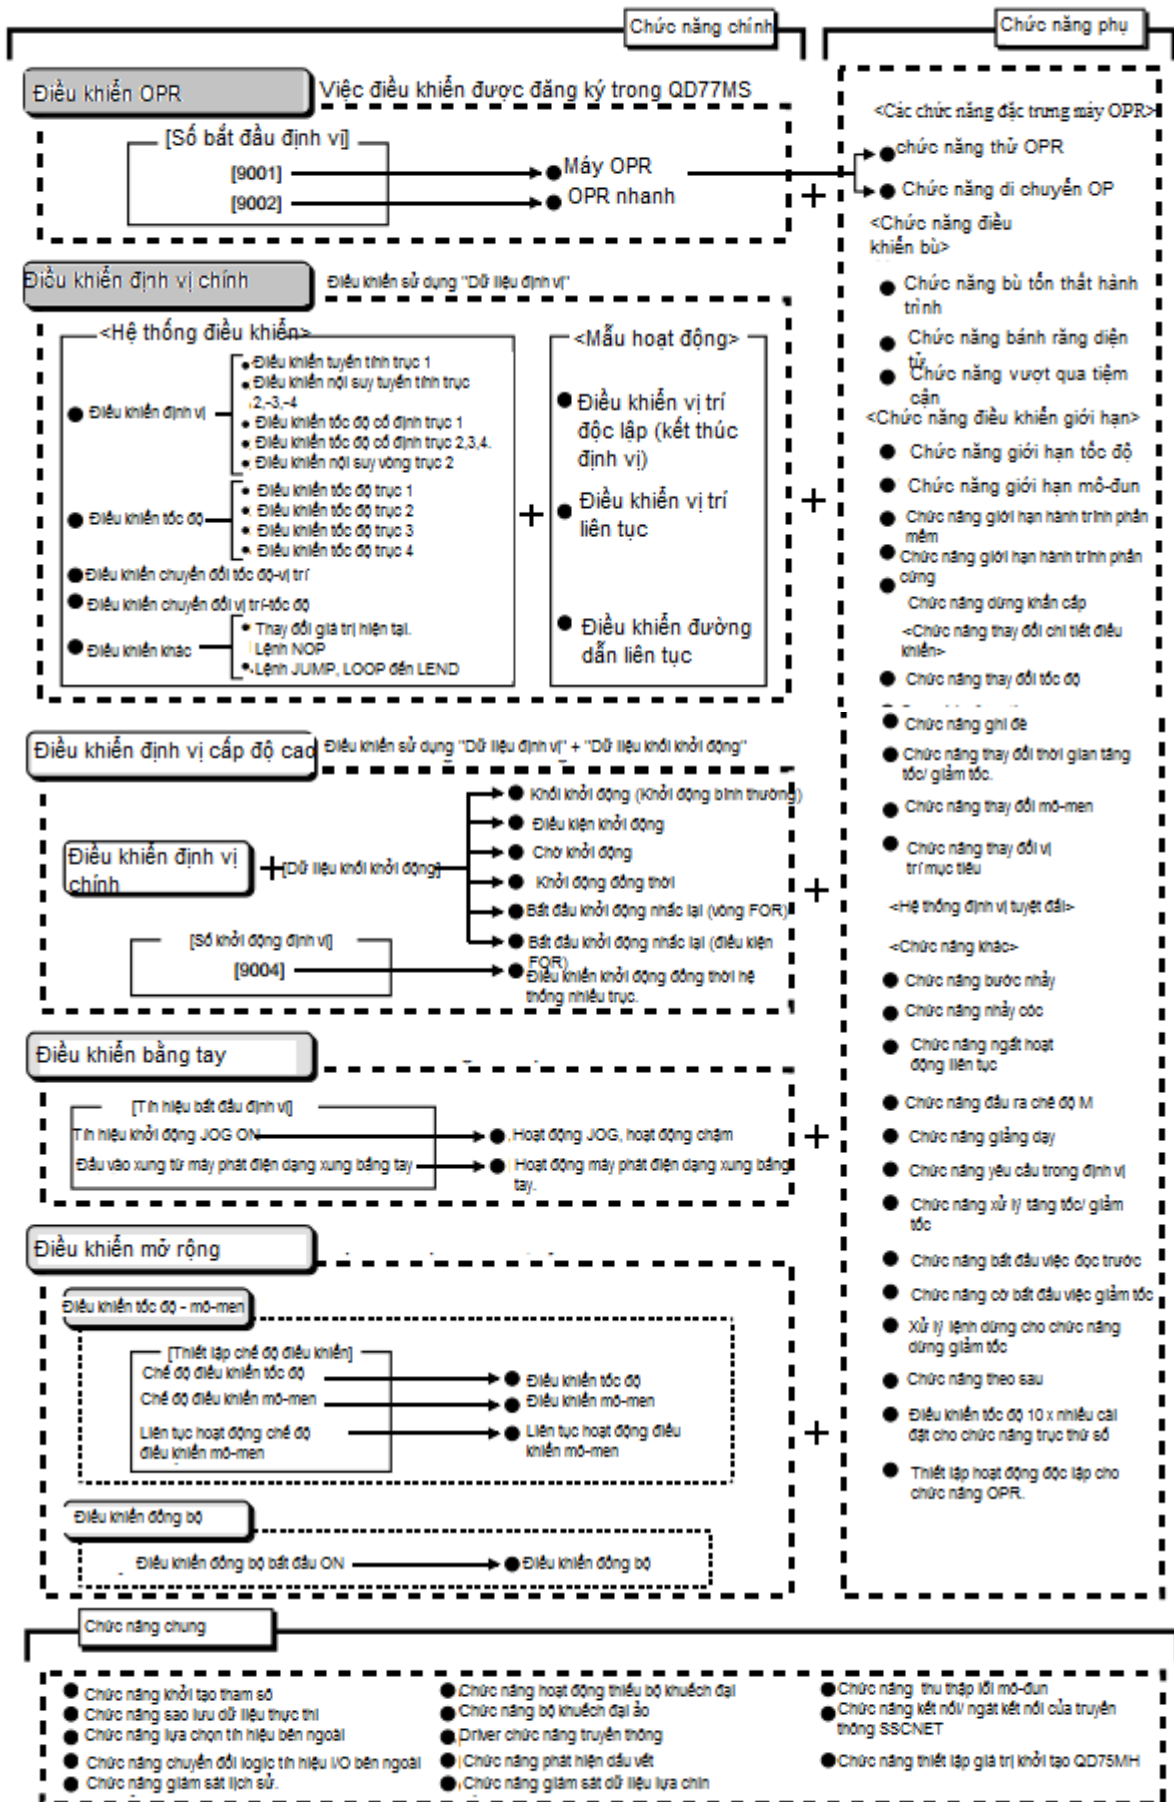 Chức năng chính
Chức năng phụ
Điều khiển OPR
Việc điều khiển được đăng ký trong QD77MS
[Số bắt đầu định vị]
[9001]
[9002]
Máy OPR
OPR nhanh
<Các chức năng đặc trưng máy OPR>
chức năng thử OPR
Chức năng di chuyển OP
<Chức năng điều
khiển bù>
Chức năng bù tổn thất hành
trình
Chức năng bánh răng điện
tử
Chức năng vượt qua tiệm
cận
<Chức năng điều khiển giới hạn>
Chức năng giới hạn tốc độ
Chức năng giới hạn mô-đun
Chức năng giới hạn hành trình phần
mềm
Chức năng giới hạn hành trình phần
cứng
Chức năng dừng khẩn cấp
<Chức năng thay đổi chi tiết điều
khiển>
Chức năng thay đổi tốc độ
Chức năng ghi đè
Chức năng thay đổi thời gian tăng
tốc/ giảm tốc.
Chức năng thay đổi mô-men
Chức năng thay đổi vị
trí mục tiêu
<Hệ thống định vị tuyệt đối>
<Chức năng khác>
Chức năng bước nhảy
Chức năng nhảy cóc
Chức năng ngắt hoạt
động liên tục
Chức năng đầu ra chế độ M
Chức năng giảng dạy
Chức năng yêu cầu trong định vị
Chức năng xử lý tăng tốc/ giảm
tốc
Chức năng bắt đầu việc đọc trước
Chức năng cờ bắt đầu việc giảm tốc
Xử lý lệnh dừng cho chức năng
dừng giảm tốc
Chức năng theo sau
Điều khiển tốc độ 10 x nhiều cài
đặt cho chức năng trục thứ số
Thiết lập hoạt động độc lập cho
chức năng OPR.
Điều khiển định vị chính
Điều khiển sử dụng "Dữ liệu định vị"
<Hệ thống điều khiển>
Điều khiển định vị
Điều khiển tuyến tính trục 1
Điều khiển nội suy tuyến tính trục
2,-3,-4
Điều khiển tốc độ cố định trục 1
Điều khiển tốc độ cố định trục 2,3,4.
Điều khiển nội suy vòng trục 2
Điều khiển tốc độ
Điều khiển tốc độ trục 1
Điều khiển tốc độ trục 2
Điều khiển tốc độ trục 3
Điều khiển tốc độ trục 4
Điều khiển chuyển đổi tốc độ-vị trí
Điều khiển chuyển đổi vị trí-tốc độ
Điều khiển khác
Thay đổi giá trị hiện tại.
Lệnh NOP
Lệnh JUMP, LOOP đến LEND
<Mẫu hoạt động>
Điều khiển vị trí
độc lập (kết thúc
định vị)
Điều khiển vị trí
liên tục
Điều khiển đường
dẫn liên tục
Điều khiển định vị cấp độ cao
Điều khiển sử dụng "Dữ liệu định vị" + "Dữ liệu khối khởi động"
Điều khiển định vị
chính
[Dữ liệu khối khởi động]
Khối khởi động (Khởi động bình thường)
Điều kiện khởi động
Chờ khởi động
Khởi động đồng thời
Bắt đầu khởi động nhắc lại (vòng FOR)
Bắt đầu khởi động nhắc lại (điều kiện
FOR)
[Số khởi động định vị]
[9004]
Điều khiển khởi động đồng thời hệ
thống nhiều trục.
Điều khiển bằng tay
[Tín hiệu bắt đầu định vị]
Tín hiệu khởi động JOG ON
Hoạt động JOG, hoạt động chậm
Đầu vào xung từ máy phát điện dạng xung bằng tay
Hoạt động máy phát điện dạng xung bằng
tay.
Điều khiển mở rộng
Điều khiển tốc độ - mô-men
[Thiết lập chế độ điều khiển]
Chế độ điều khiển tốc độ
Chế độ điều khiển mô-men
Liên tục hoạt động chế độ
điều khiển mô-men
Điều khiển tốc độ
Điều khiển mô-men
Liên tục hoạt động điều
khiển mô-men
Điều khiển đồng bộ
Điều khiển đồng bộ bắt đầu ON
Điều khiển đồng bộ
Chức năng chung
Chức năng khởi tạo tham số
Chức năng sao lưu dữ liệu thực thi
Chức năng lựa chọn tín hiệu bên ngoài
Chức năng chuyển đổi logic tín hiệu I/O bên ngoài
Chức năng giám sát lịch sử.
Chức năng hoạt động thiếu bộ khuếch đại
Chức năng bộ khuếch đại ảo
Driver chức năng truyền thông
Chức năng phát hiện dấu vết
Chức năng giám sát dữ liệu lựa chin
Chức năng thu thập lỗi mô-đun
Chức năng kết nối/ ngắt kết nối của truyền
thông SSCNET
Chức năng thiết lập giá trị khởi tạo QD75MH